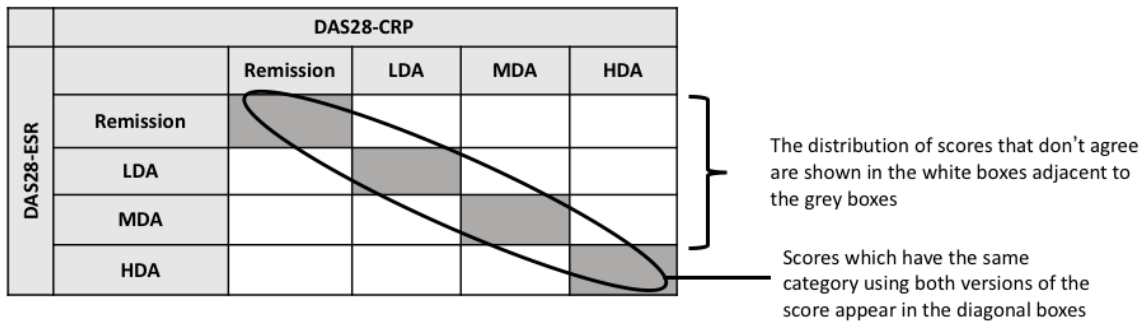 DAS28-CRP
Remission LDA MDA HDA
DAS28-ESR
Remission
LDA
MDA
HDA
The distribution of scores that don’t agree
are shown in the white boxes adjacent to
the grey boxes
Scores which have the same
category using both versions of the
score appear in the diagonal boxes